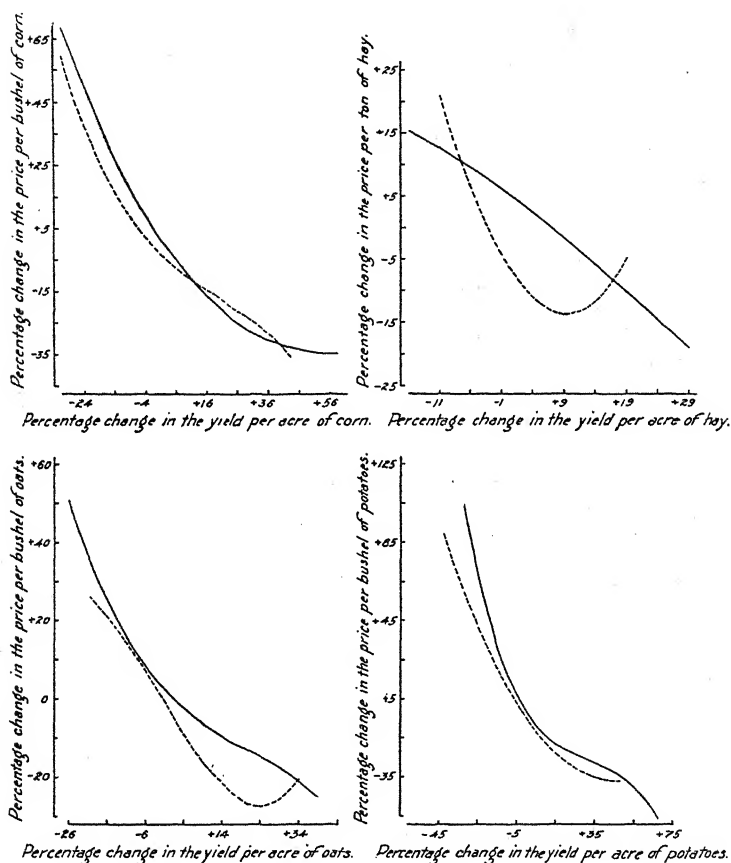 Percentage change in the price per bushel of corn.
+65
+45
+25
+5
-15
-35
-24 -4 +16 +36 +56
Percentage change in the yield per acre of corn.
Percentage change in the price per ton of hay.
+25
+15
+5
-5
-15
-25
-11 -1 +9 +19 +29
Percentage change in the yield per acre of hay.
Percentage change in the price per bushel of oats.
+60
+40
+20
0
-20
-26 -6 +14 +34
Percentage change in the yield per acre of oats.
Percentage change in the price per bushel of potatoes.
+125
+85
+45
+5
-35
-45 -5 +35 +75
Percentage change in the yield per acre of potatoes.